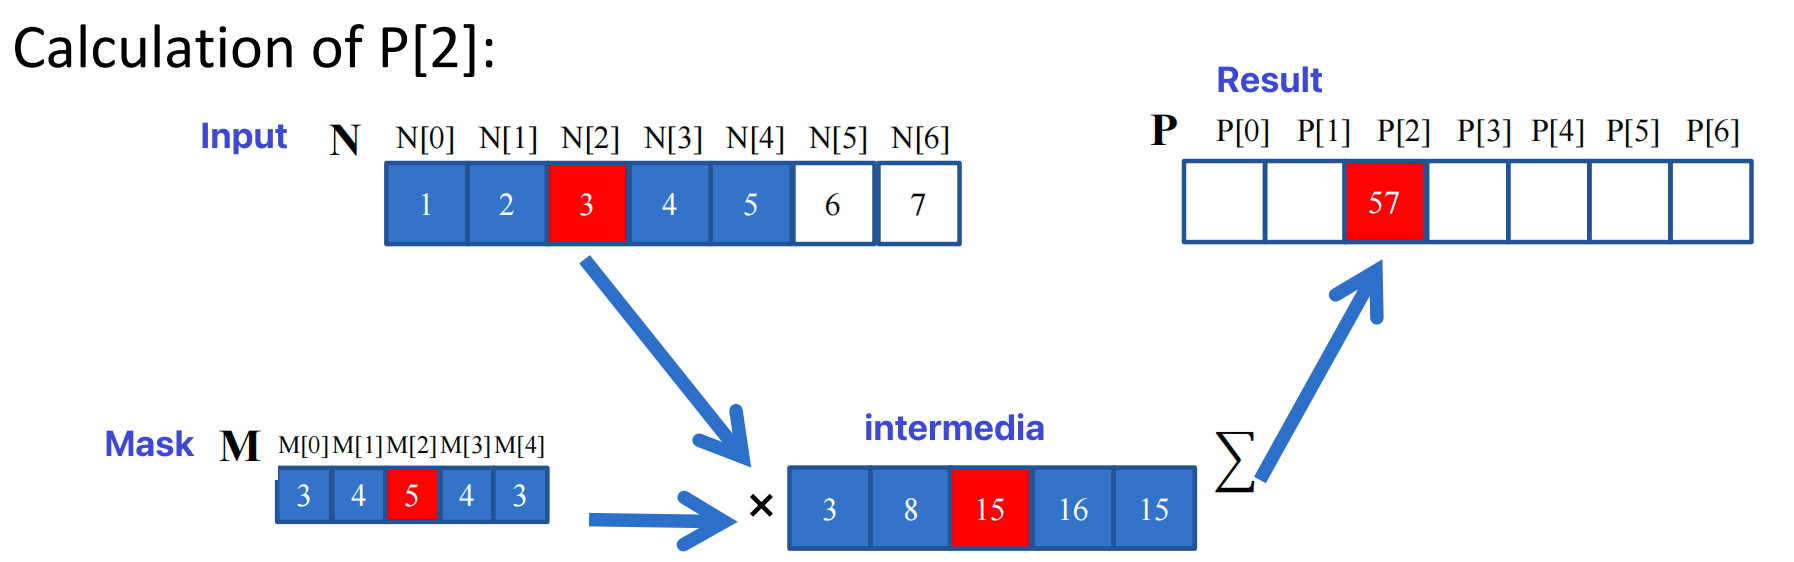 Calculation of P[2]:
Result
Input N N[0] N[1] N[2] N[3] N[4] N[5] N[6]
P P[0] P[1] P[2] P[3] P[4] P[5] P[6]
1 2 3 4 5 6 7
57
intermedia
Mask M M[0] M[1] M[2] M[3] M[4]
∑
3 4 5 4 3
× 3 8 15 16 15